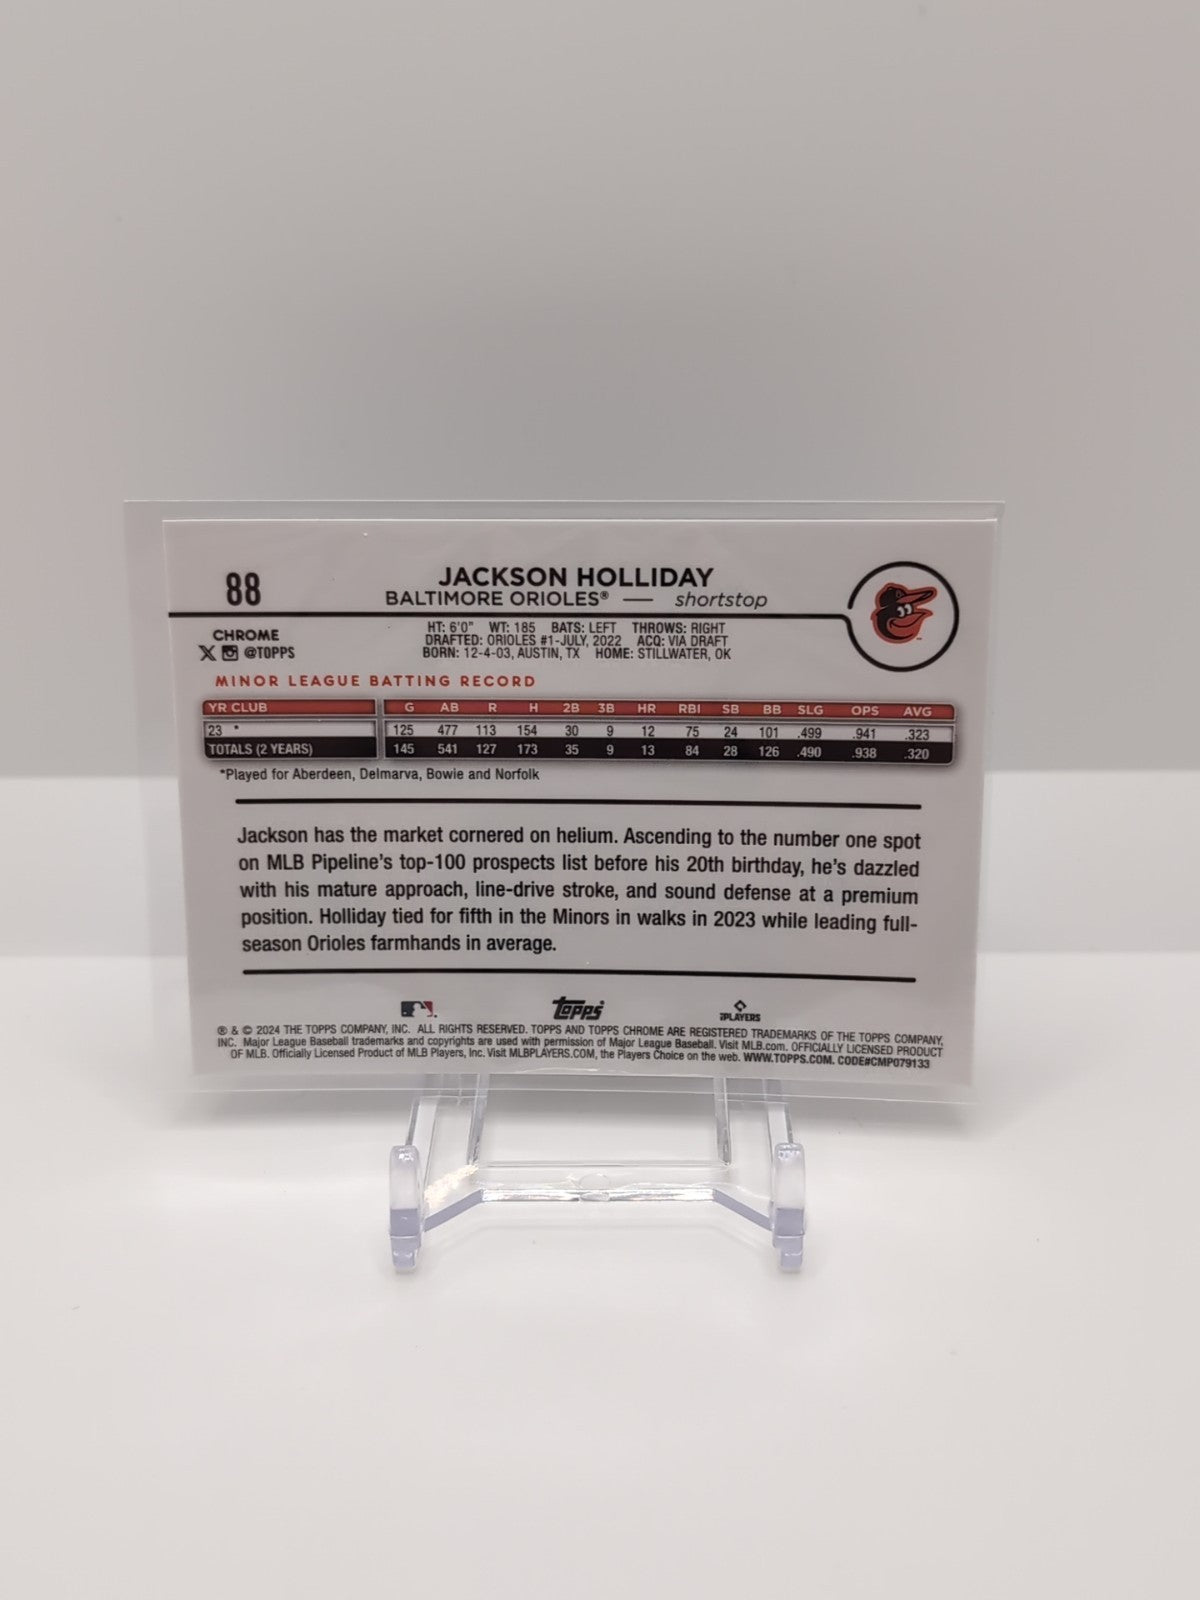 88
JACKSON HOLLIDAY
BALTIMORE ORIOLES® — shortstop
CHROME
X @TOPPS
HT: 6'0" WT: 185 BATS: LEFT THROWS: RIGHT
DRAFTED: ORIOLES #1-JULY, 2022 ACQ: VIA DRAFT
BORN: 12-4-03, AUSTIN, TX HOME: STILLWATER, OK
MINOR LEAGUE BATTING RECORD
YR CLUB G AB R H 2B 3B HR RBI SB BB SLG OPS AVG
23 * 125 477 113 154 30 9 12 75 24 101 .499 .941 .323
TOTALS (2 YEARS) 145 541 127 173 35 9 13 84 28 126 .490 .938 .320
*Played for Aberdeen, Delmarva, Bowie and Norfolk
Jackson has the market cornered on helium. Ascending to the number one spot
on MLB Pipeline's top-100 prospects list before his 20th birthday, he's dazzled
with his mature approach, line-drive stroke, and sound defense at a premium
position. Holliday tied for fifth in the Minors in walks in 2023 while leading full-
season Orioles farmhands in average.
topps
PLAYERS
® & © 2024 THE TOPPS COMPANY, INC. ALL RIGHTS RESERVED. TOPPS AND TOPPS CHROME ARE REGISTERED TRADEMARKS OF THE TOPPS COMPANY,
INC. Major League Baseball trademarks and copyrights are used with permission of Major League Baseball. Visit MLB.com. OFFICIALLY LICENSED PRODUCT
OF MLB. Officially Licensed Product of MLB Players, Inc. Visit MLBPLAYERS.COM, the Players Choice on the web. WWW.TOPPS.COM. CODE#CMP079133